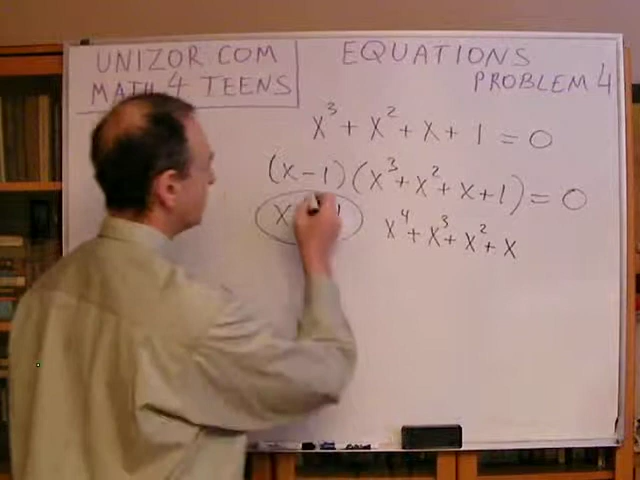 UNIZOR.COM
MATH 4 TEENS
EQUATIONS
PROBLEM 4
x³ + x² + x + 1 = 0
(x − 1)(x³ + x² + x + 1) = 0
x 1
x⁴ + x³ + x² + x